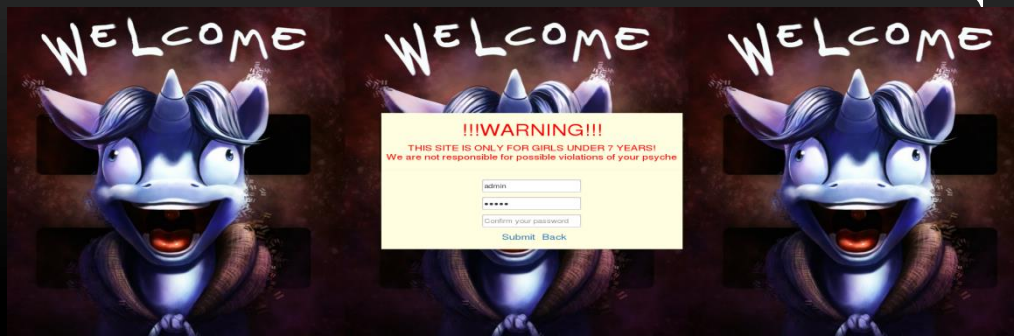 WELCOME WELCOME WELCOME
!!!WARNING!!!
THIS SITE IS ONLY FOR GIRLS UNDER 7 YEARS!
We are not responsible for possible violations of your psyche
admin
•••••
Confirm your password
Submit Back